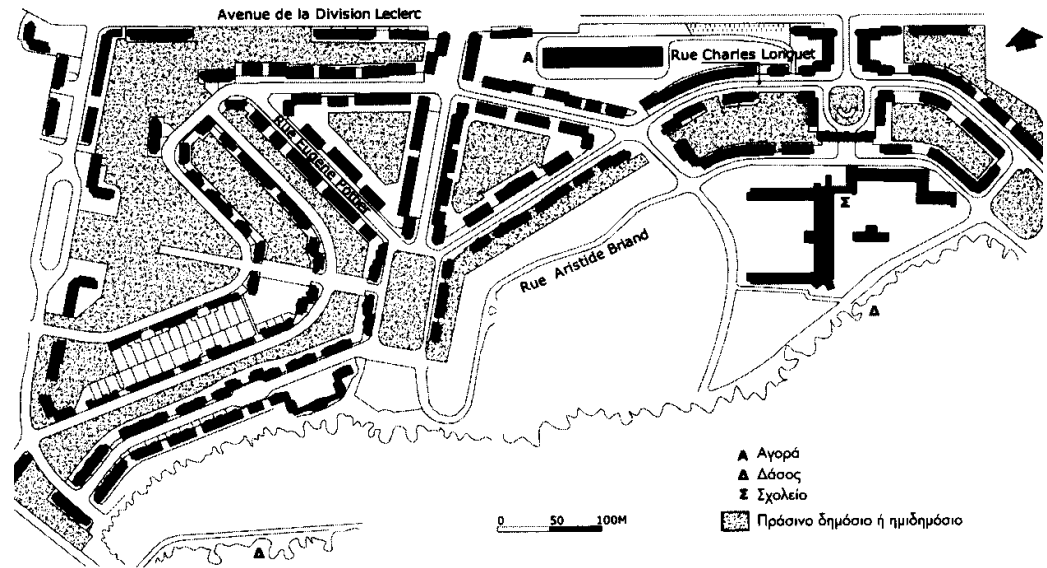 Avenue de la Division Leclerc
A
Rue Charles Longuet
Rue Eugène Pottier
Σ
Rue Aristide Briand
Δ
A Αγορά
Δ Δάσος
Σ Σχολείο
0 50 100M
Πράσινο δημόσιο ή ημιδημόσιο
Δ